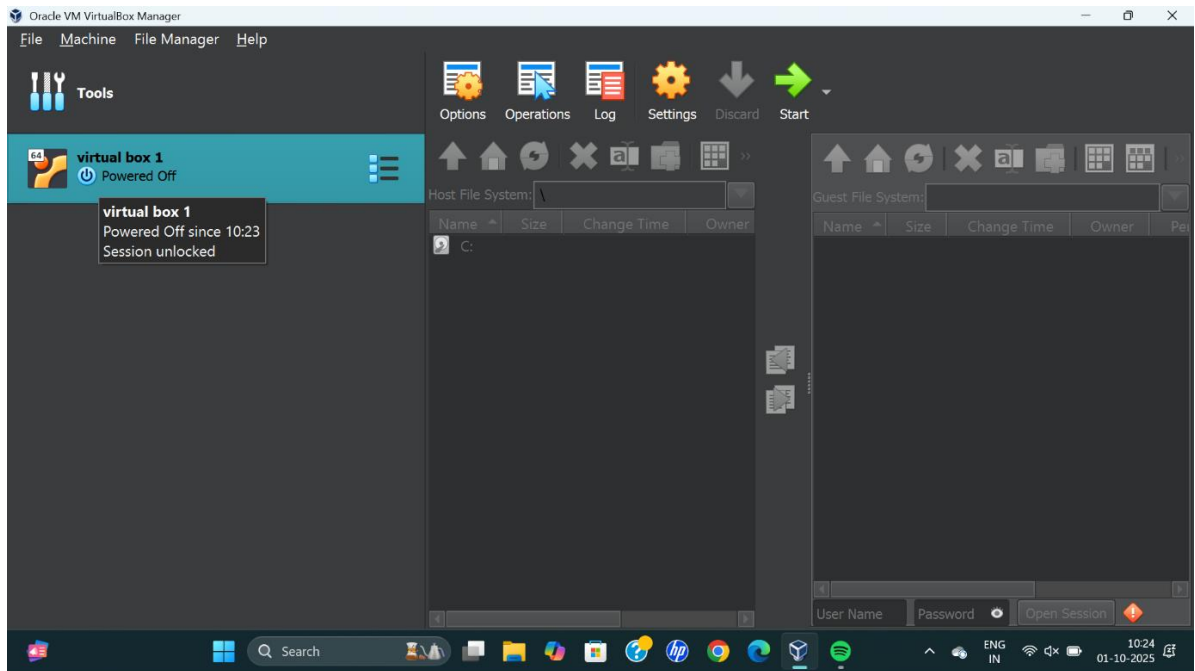 Oracle VM VirtualBox Manager
File Machine File Manager Help
Tools
Options Operations Log Settings Discard Start
64
virtual box 1
Powered Off
virtual box 1
Powered Off since 10:23
Session unlocked
Host File System: \
Name Size Change Time Owner
C:
Guest File System:
Name Size Change Time Owner Per
User Name Password Open Session
Search
hp
ENG
IN
10:24
01-10-2025